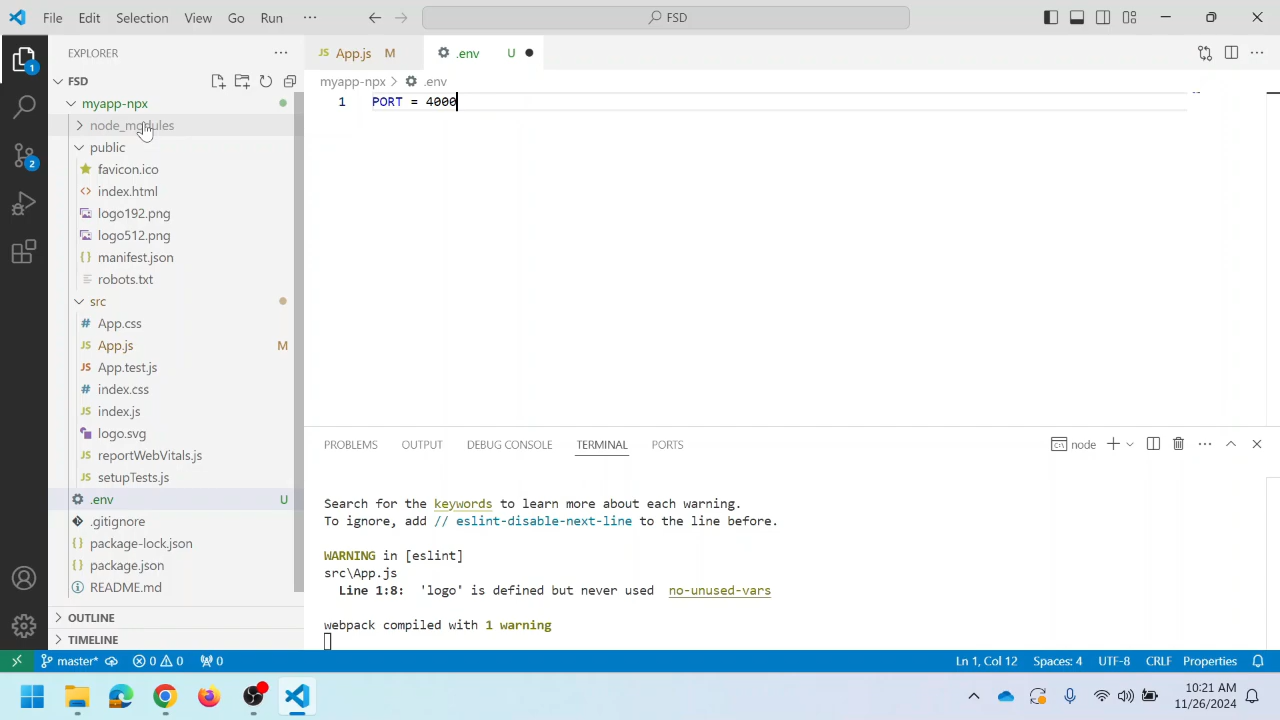 File Edit Selection View Go Run ··· FSD
EXPLORER ···
JS App.js M
.env U
FSD
myapp-npx > .env
myapp-npx
1 PORT = 4000
node_modules
public
favicon.ico
index.html
logo192.png
logo512.png
{} manifest.json
robots.txt
src
# App.css
JS App.js M
JS App.test.js
# index.css
JS index.js
logo.svg
JS reportWebVitals.js
JS setupTests.js
.env U
.gitignore
{} package-lock.json
{} package.json
README.md
OUTLINE
TIMELINE
1
2
PROBLEMS OUTPUT DEBUG CONSOLE TERMINAL PORTS node
Search for the keywords to learn more about each warning.
To ignore, add // eslint-disable-next-line to the line before.
WARNING in [eslint]
src\App.js
Line 1:8: 'logo' is defined but never used no-unused-vars
webpack compiled with 1 warning
master* 0 0 0 Ln 1, Col 12 Spaces: 4 UTF-8 CRLF Properties
10:21 AM
11/26/2024